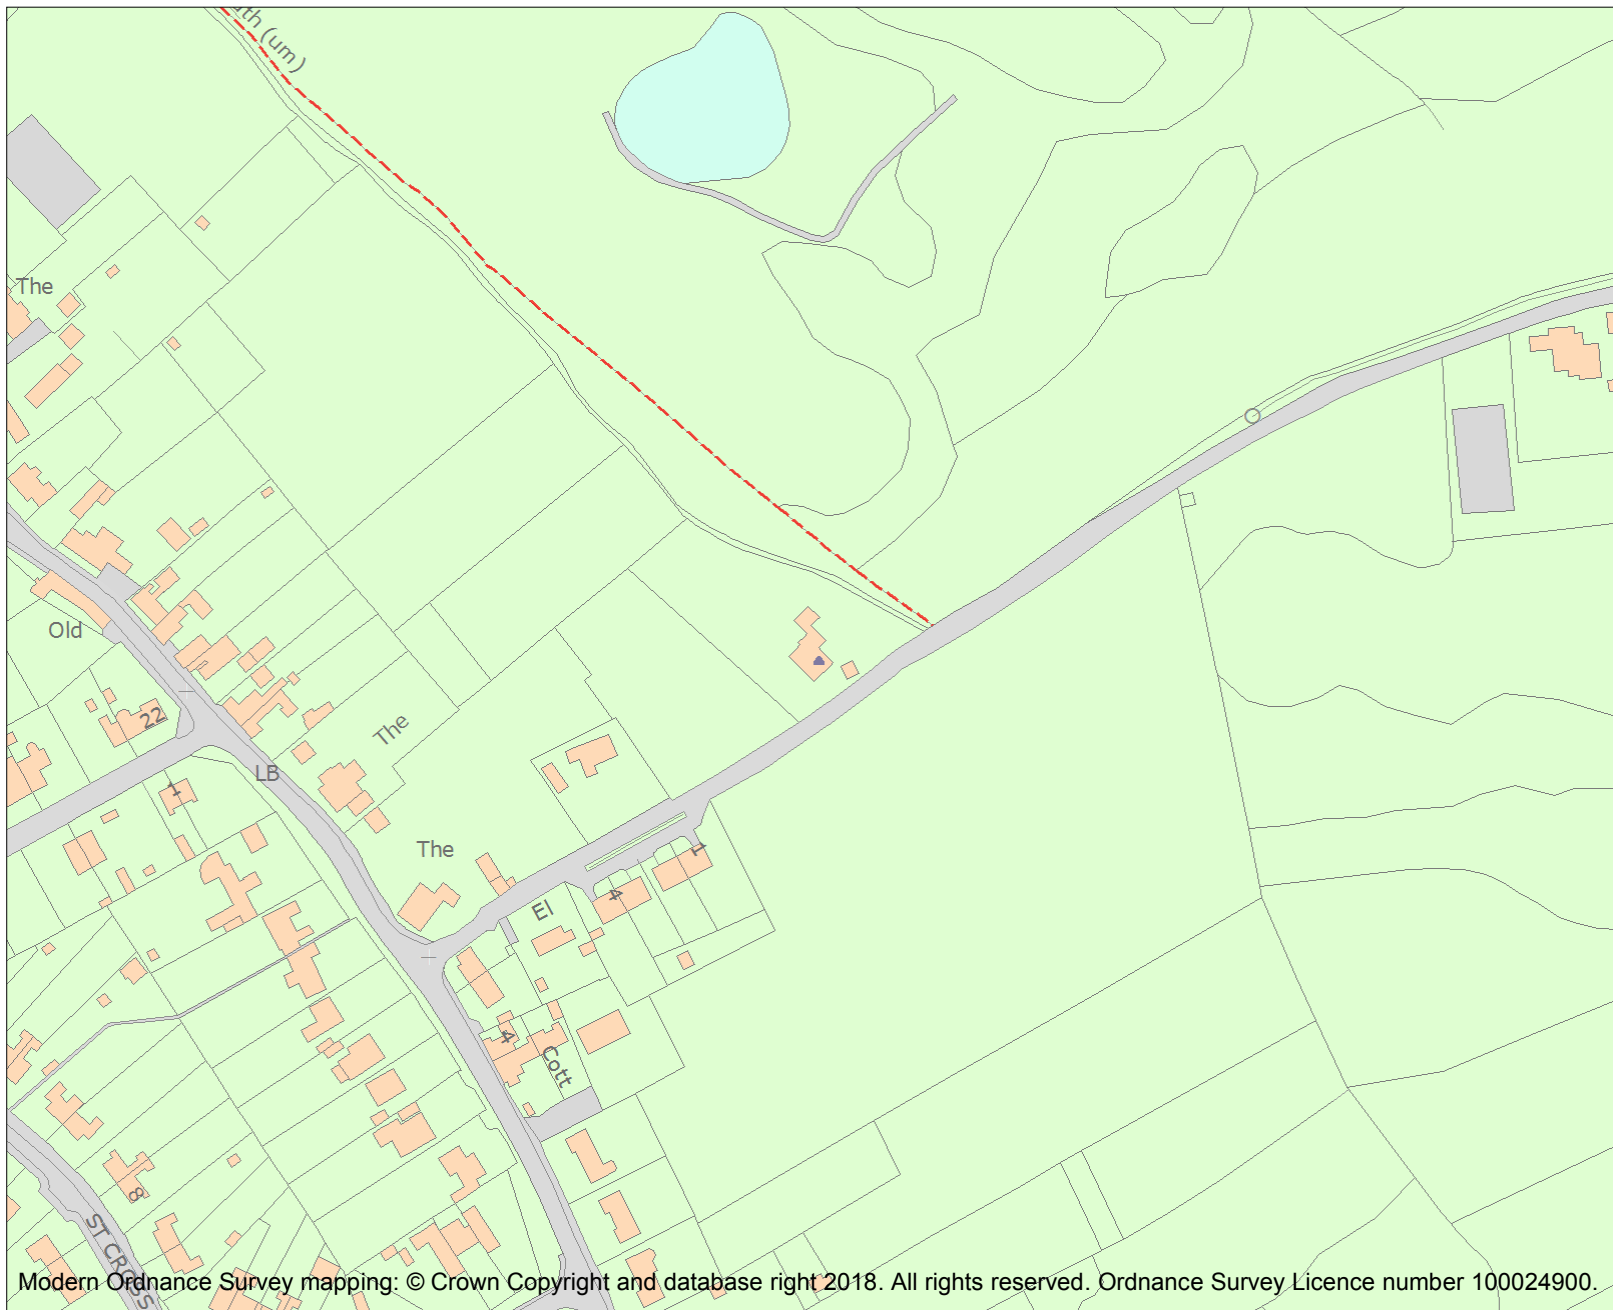 (um)
The
Old
22
The
LB
1
The
1
4
El
4
Cott
8
ST CROSS
Modern Ordnance Survey mapping: © Crown Copyright and database right 2018. All rights reserved. Ordnance Survey Licence number 100024900.